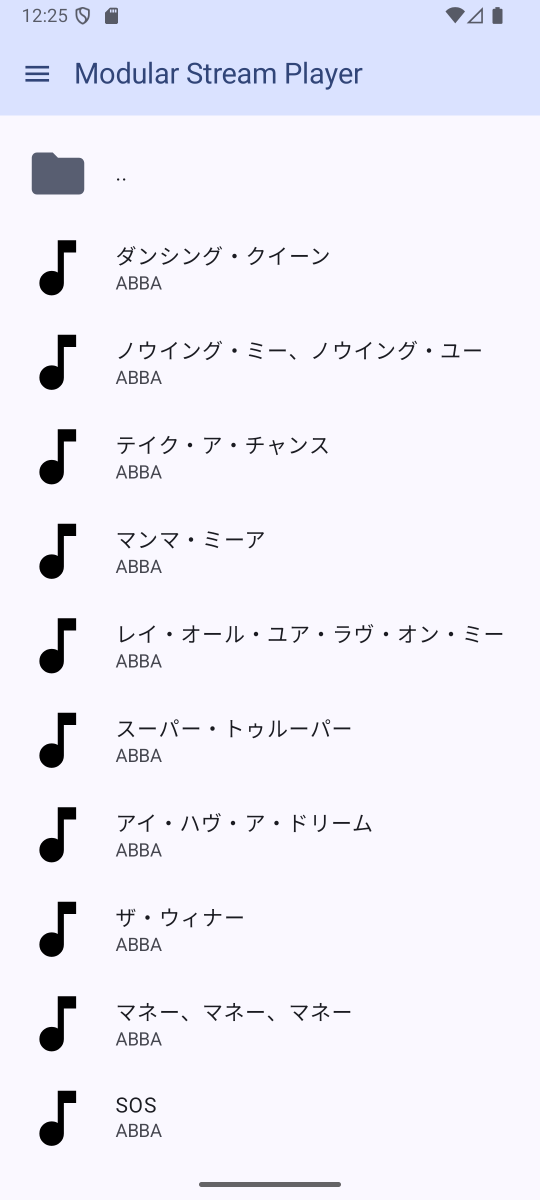 12:25
Modular Stream Player
..
ダンシング・クイーン
ABBA
ノウイング・ミー、ノウイング・ユー
ABBA
テイク・ア・チャンス
ABBA
マンマ・ミーア
ABBA
レイ・オール・ユア・ラヴ・オン・ミー
ABBA
スーパー・トゥルーパー
ABBA
アイ・ハヴ・ア・ドリーム
ABBA
ザ・ウィナー
ABBA
マネー、マネー、マネー
ABBA
SOS
ABBA